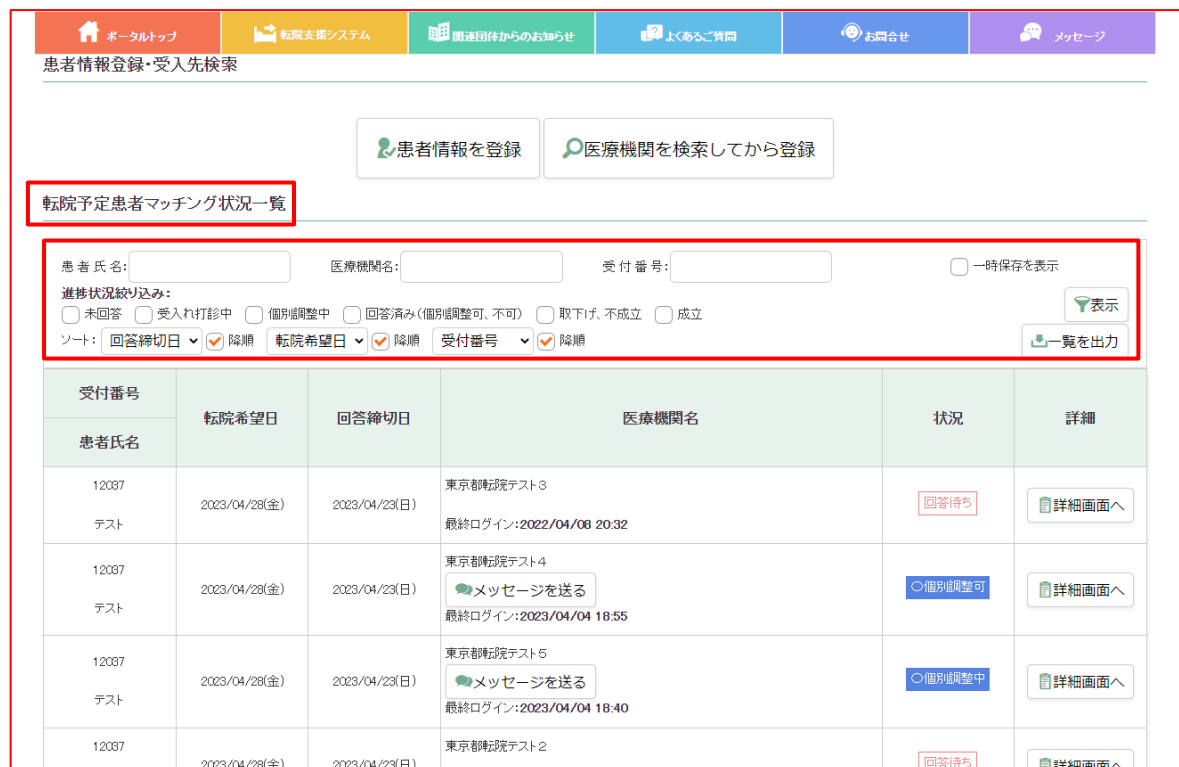 ポータルトップ 転院支援システム 関連団体からのお知らせ よくあるご質問 お問合せ メッセージ
患者情報登録・受入先検索
患者情報を登録 医療機関を検索してから登録
転院予定患者マッチング状況一覧
患者氏名: 医療機関名: 受付番号: 一時保存を表示
進捗状況絞り込み:
未回答 受入れ打診中 個別調整中 回答済み(個別調整可、不可) 取下げ、不成立 成立
表示
ソート: 回答締切日 降順 転院希望日 降順 受付番号 降順
一覧を出力
受付番号
転院希望日 回答締切日 医療機関名 状況 詳細
患者氏名
12037
東京都転院テスト3
2023/04/28(金) 2023/04/23(日) 回答待ち 詳細画面へ
テスト
最終ログイン:2022/04/08 20:32
12037
東京都転院テスト4
2023/04/28(金) 2023/04/23(日) メッセージを送る 〇個別調整可 詳細画面へ
テスト
最終ログイン:2023/04/04 18:55
12037
東京都転院テスト5
2023/04/28(金) 2023/04/23(日) メッセージを送る 〇個別調整中 詳細画面へ
テスト
最終ログイン:2023/04/04 18:40
12037
東京都転院テスト2
2023/04/28(金) 2023/04/23(日) 回答待ち 詳細画面へ